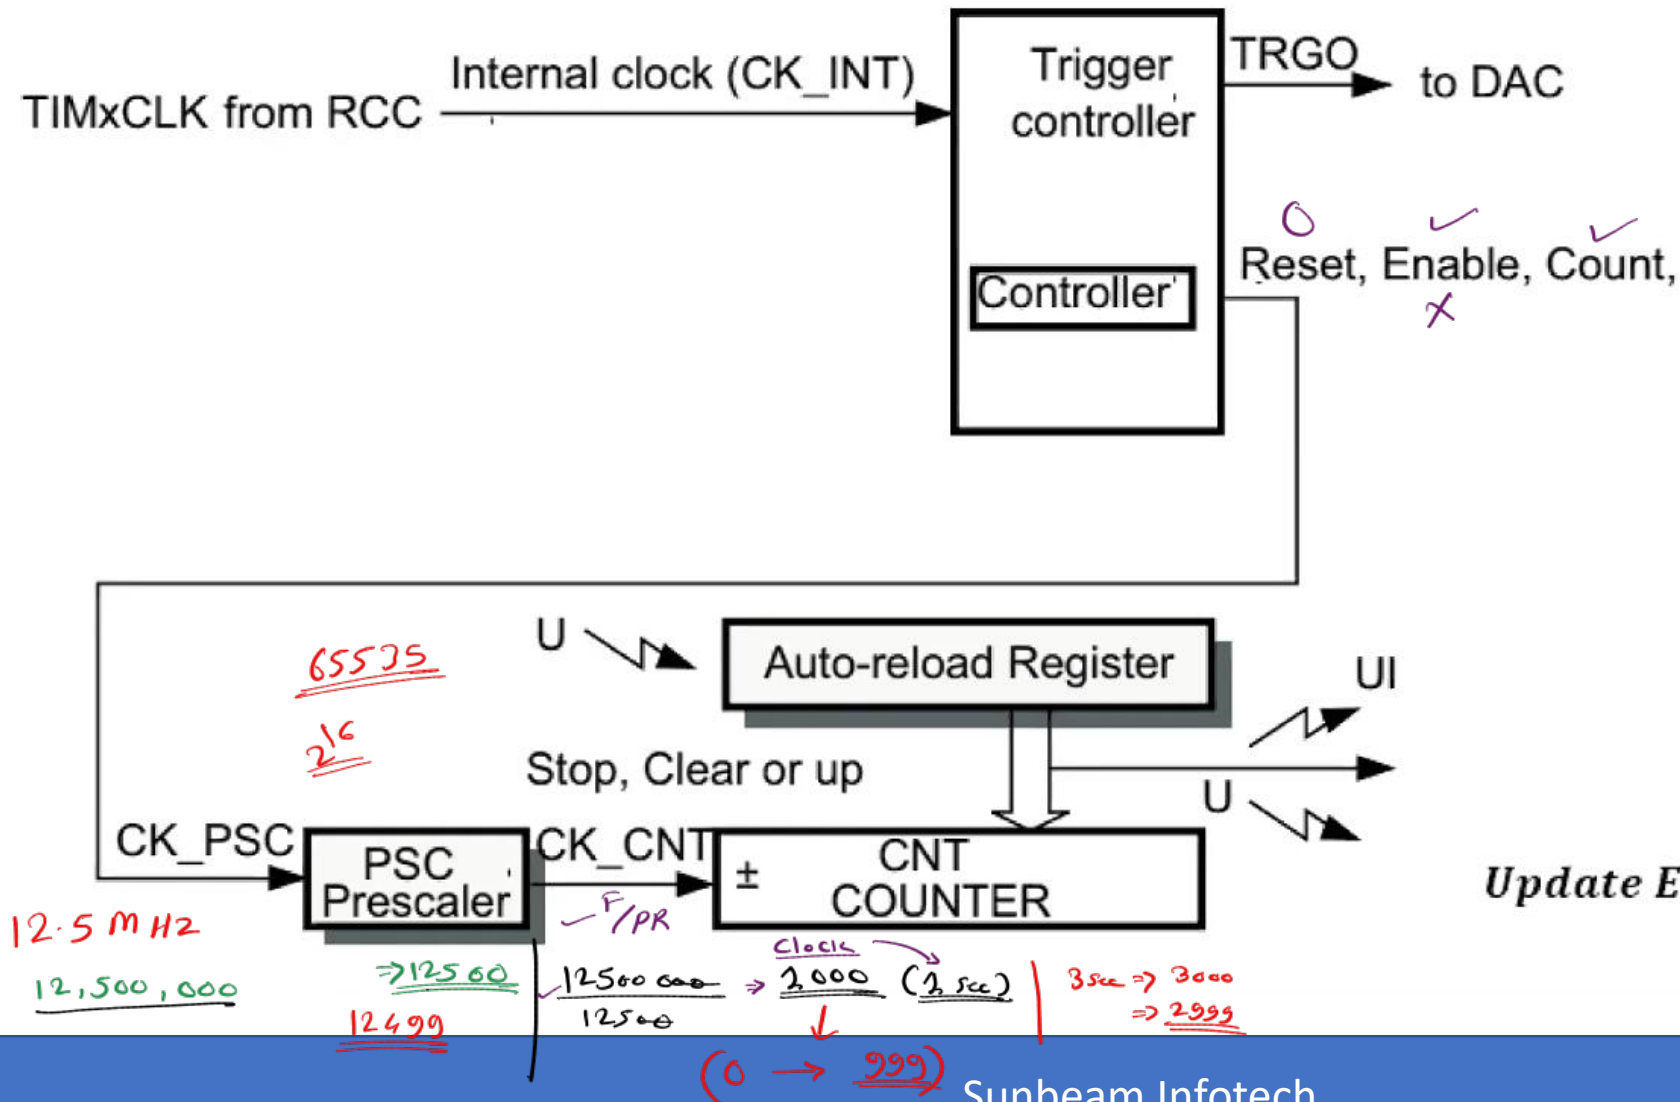 TRGO
Internal clock (CK_INT)
Trigger
controller
to DAC
TIMxCLK from RCC
O ✓ ✓
Reset, Enable, Count,
Controller
X
65535
2^16
U
Auto-reload Register
UI
Stop, Clear or up
U
CK_PSC
PSC
Prescaler
CK_CNT
±
CNT
COUNTER
Update E
✓ F/PR
12.5 MHz
12,500,000
⇒ 12500
12499
Clock
✓ 12500 000 / 12500 ⇒ 1000 (1 sec)
3 sec ⇒ 3000
⇒ 2999
(0 → 999)
Sunbeam Infotech